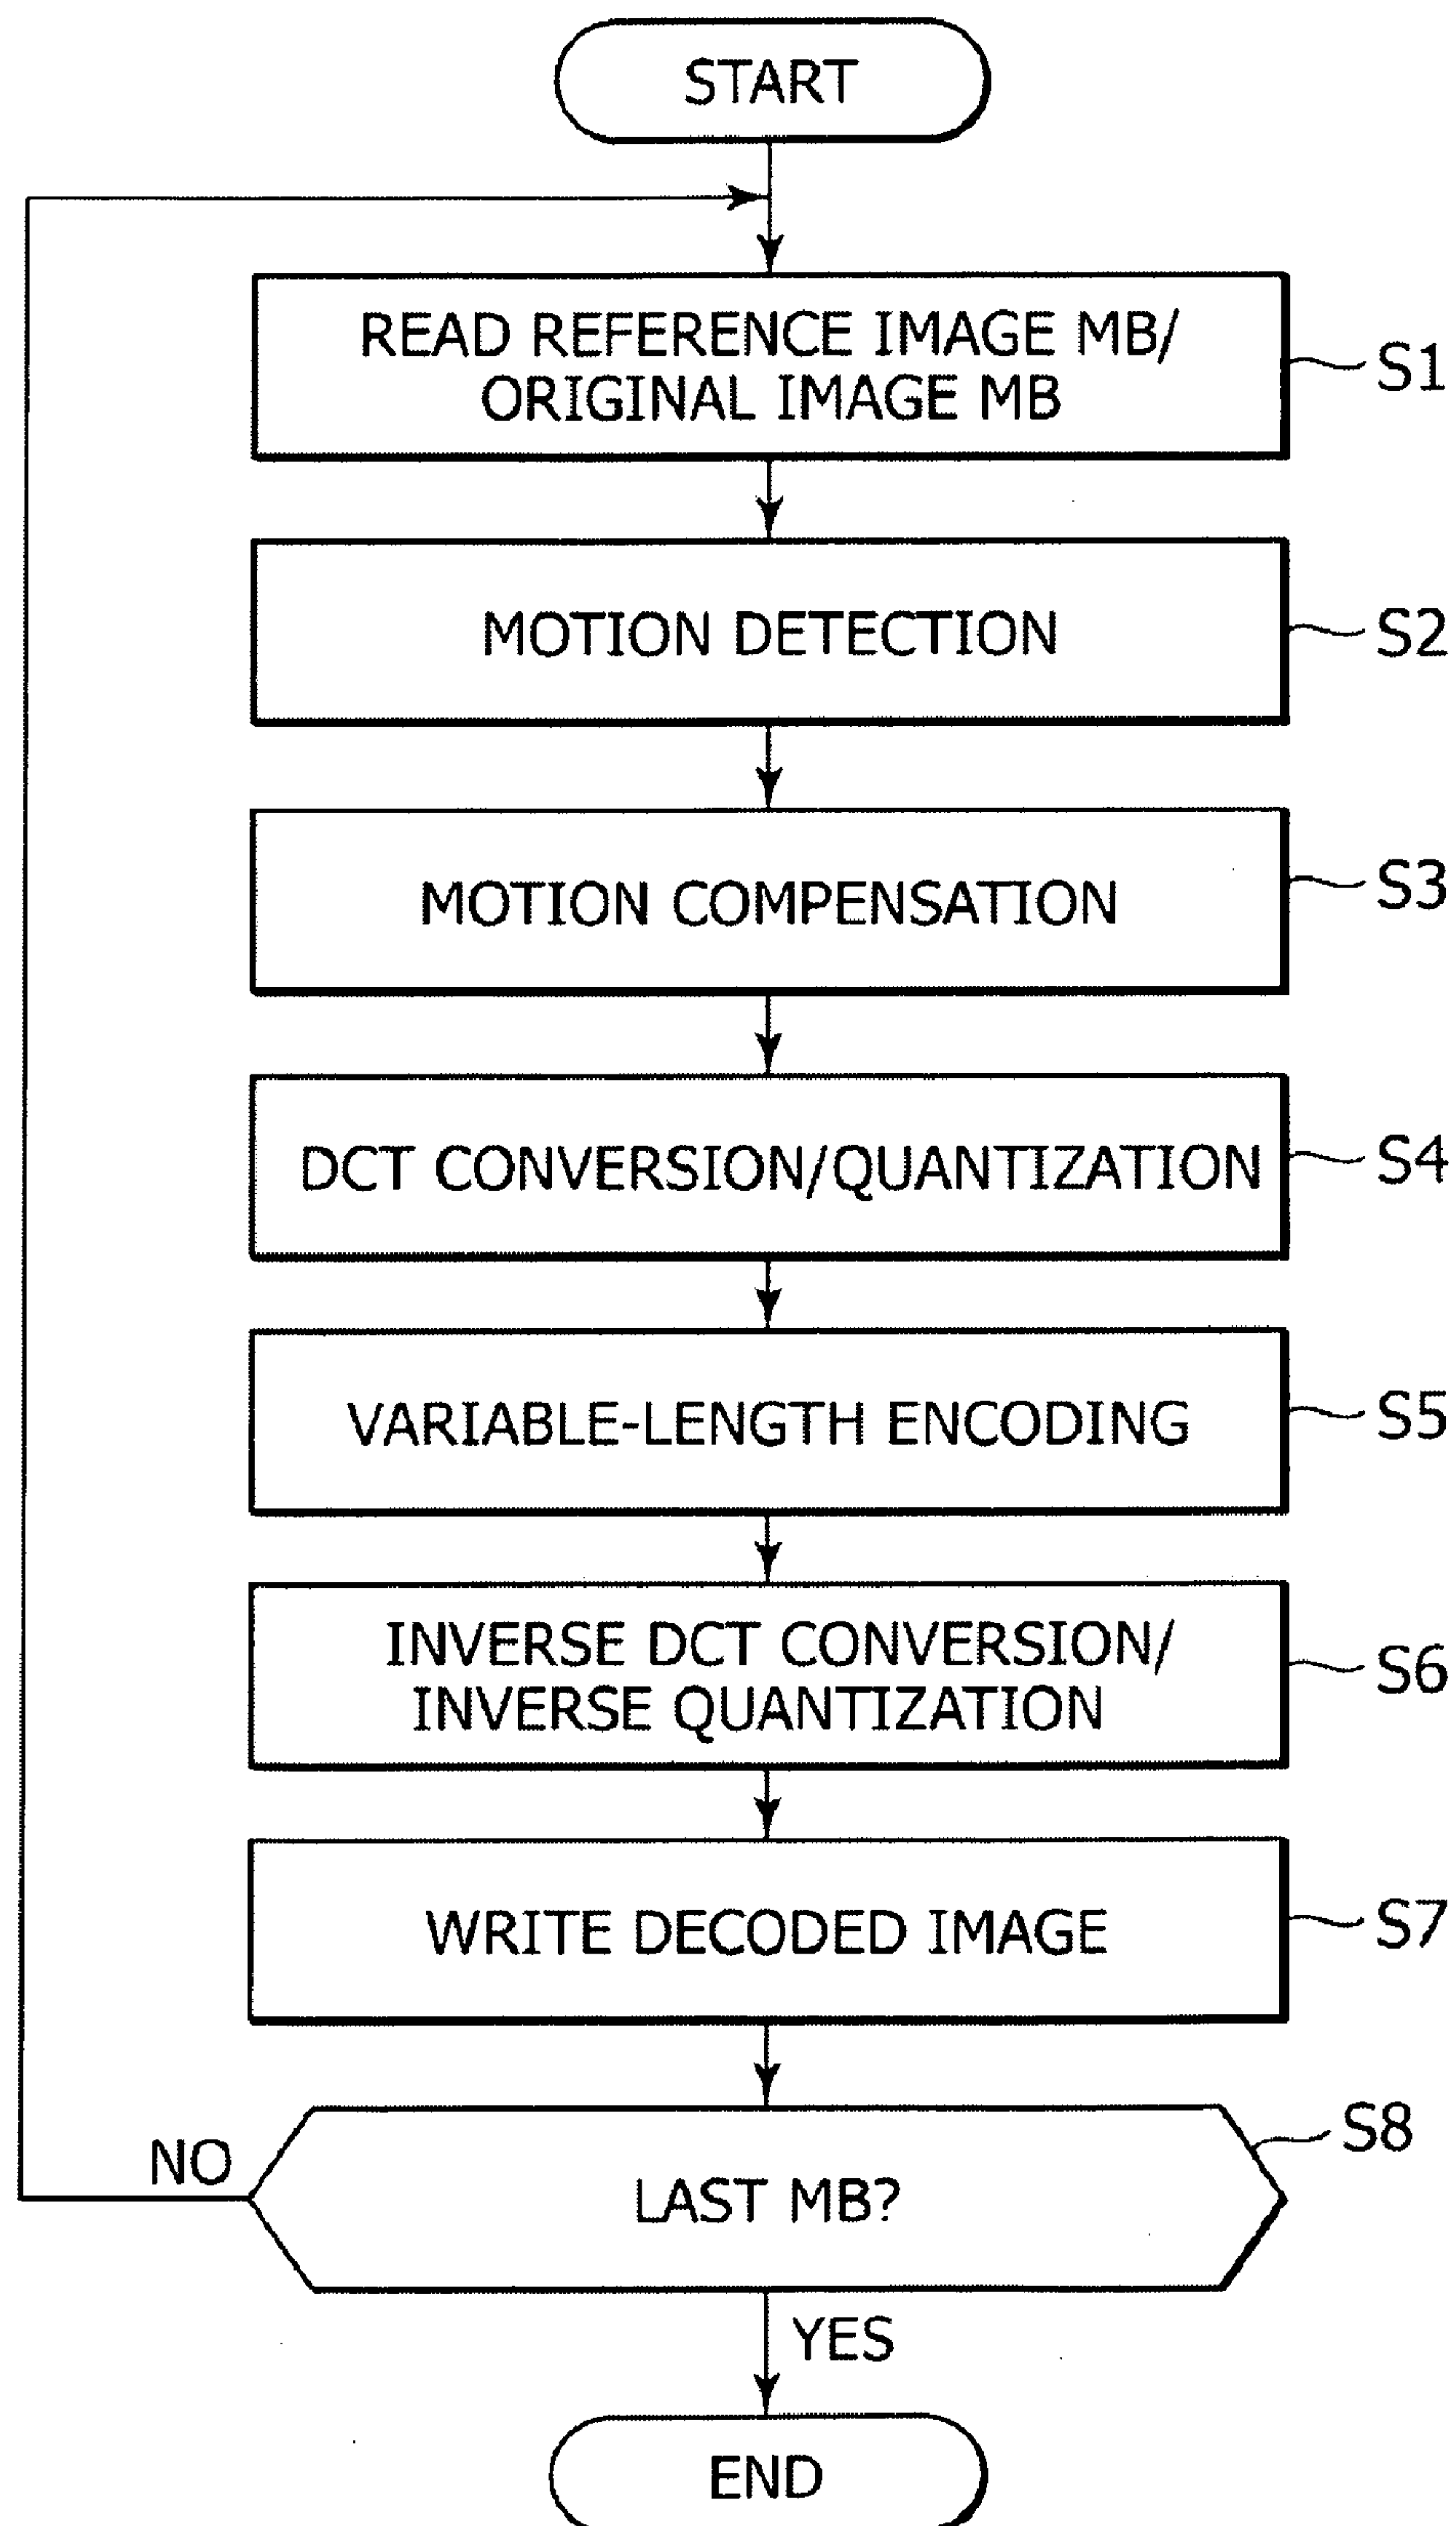 START
READ REFERENCE IMAGE MB/
ORIGINAL IMAGE MB
S1
MOTION DETECTION
S2
MOTION COMPENSATION
S3
DCT CONVERSION/QUANTIZATION
S4
VARIABLE-LENGTH ENCODING
S5
INVERSE DCT CONVERSION/
INVERSE QUANTIZATION
S6
WRITE DECODED IMAGE
S7
LAST MB?
S8
NO
YES
END